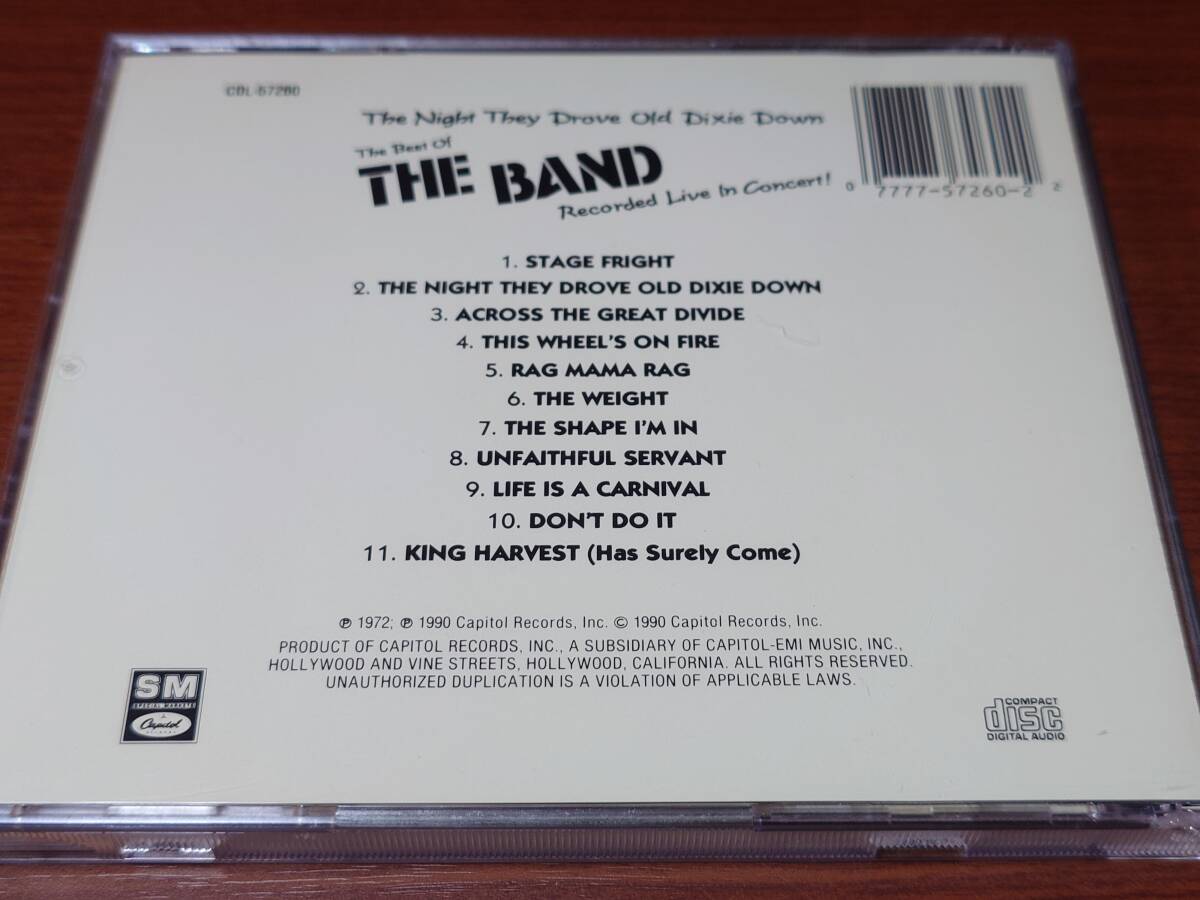 CDL-57260
The Night They Drove Old Dixie Down
The Best Of
THE BAND
Recorded Live In Concert!
0 7777-57260-2 2
1. STAGE FRIGHT
2. THE NIGHT THEY DROVE OLD DIXIE DOWN
3. ACROSS THE GREAT DIVIDE
4. THIS WHEEL'S ON FIRE
5. RAG MAMA RAG
6. THE WEIGHT
7. THE SHAPE I'M IN
8. UNFAITHFUL SERVANT
9. LIFE IS A CARNIVAL
10. DON'T DO IT
11. KING HARVEST (Has Surely Come)
℗ 1972; ℗ 1990 Capitol Records, Inc. © 1990 Capitol Records, Inc.
PRODUCT OF CAPITOL RECORDS, INC., A SUBSIDIARY OF CAPITOL-EMI MUSIC, INC.,
HOLLYWOOD AND VINE STREETS, HOLLYWOOD, CALIFORNIA. ALL RIGHTS RESERVED.
UNAUTHORIZED DUPLICATION IS A VIOLATION OF APPLICABLE LAWS.
SM
SPECIAL MARKETS
Capitol
RECORDS
COMPACT
disc
DIGITAL AUDIO